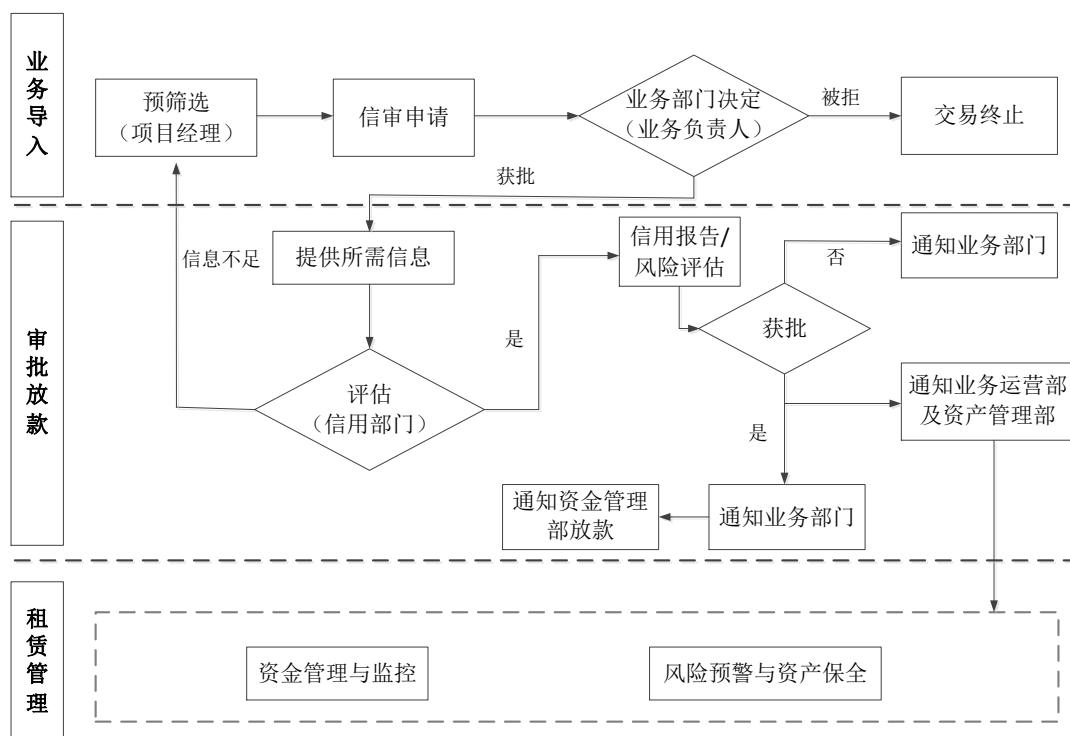 业务导入
预筛选
（项目经理）
信审申请
业务部门决定
（业务负责人）
被拒
交易终止
获批
审批放款
信息不足
提供所需信息
评估
（信用部门）
是
信用报告/
风险评估
获批
否
通知业务部门
是
通知业务运营部
及资产管理部
通知业务部门
通知资金管理
部放款
租赁管理
资金管理与监控
风险预警与资产保全